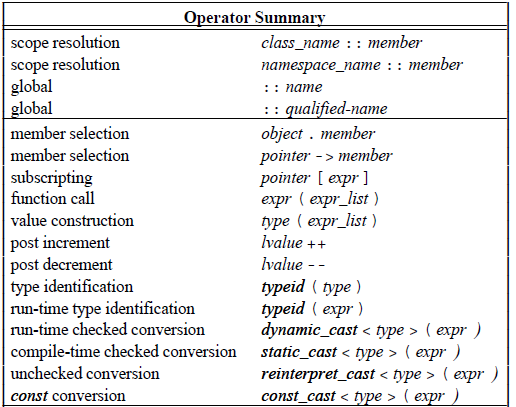 Operator Summary
scope resolution class_name :: member
scope resolution namespace_name :: member
global :: name
global :: qualified-name
member selection object . member
member selection pointer -> member
subscripting pointer [ expr ]
function call expr ( expr_list )
value construction type ( expr_list )
post increment lvalue ++
post decrement lvalue --
type identification typeid ( type )
run-time type identification typeid ( expr )
run-time checked conversion dynamic_cast < type > ( expr )
compile-time checked conversion static_cast < type > ( expr )
unchecked conversion reinterpret_cast < type > ( expr )
const conversion const_cast < type > ( expr )